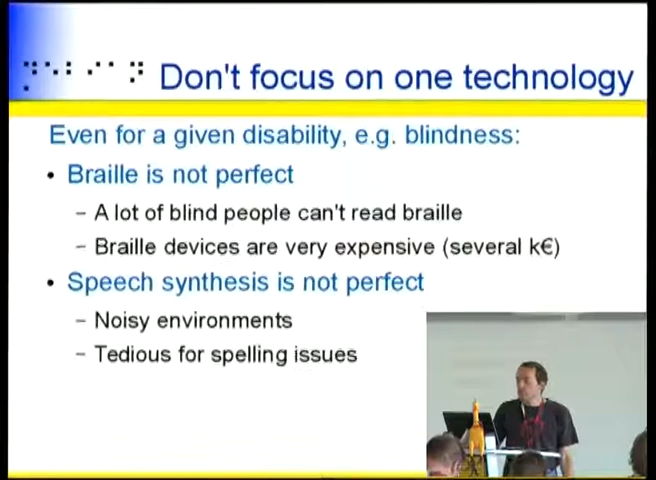 ⡙⠑⠃⠊⠁⠝ Don't focus on one technology
Even for a given disability, e.g. blindness:
• Braille is not perfect
– A lot of blind people can't read braille
– Braille devices are very expensive (several k€)
• Speech synthesis is not perfect
– Noisy environments
– Tedious for spelling issues